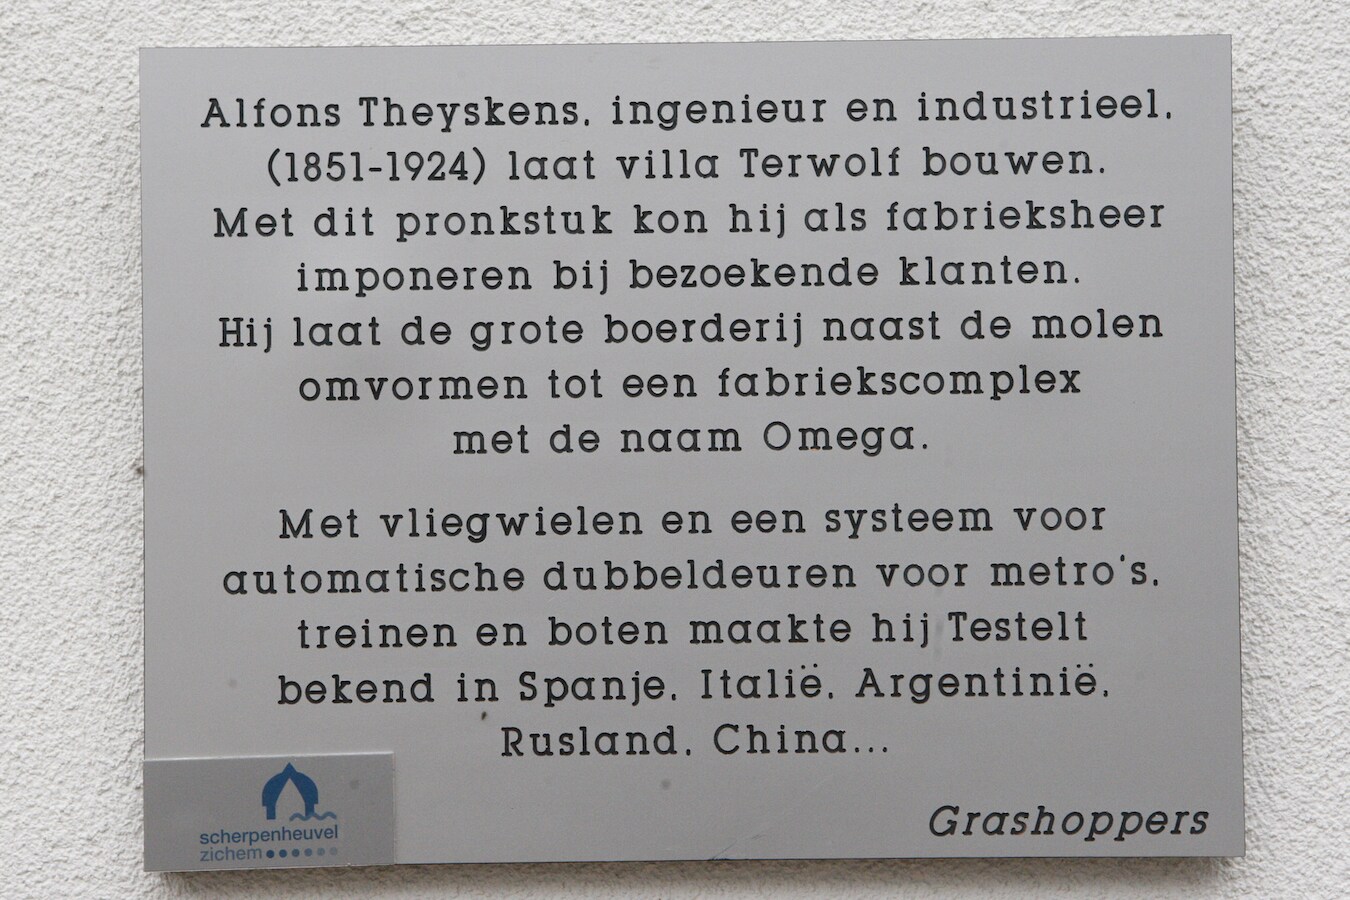 Alfons Theyskens, ingenieur en industrieel,
(1851-1924) laat villa Terwolf bouwen.
Met dit pronkstuk kon hij als fabrieksheer
imponeren bij bezoekende klanten.
Hij laat de grote boerderij naast de molen
omvormen tot een fabriekscomplex
met de naam Omega.
Met vliegwielen en een systeem voor
automatische dubbeldeuren voor metro's,
treinen en boten maakte hij Testelt
bekend in Spanje, Italië, Argentinië,
Rusland, China...
Grashoppers
scherpenheuvel
zichem